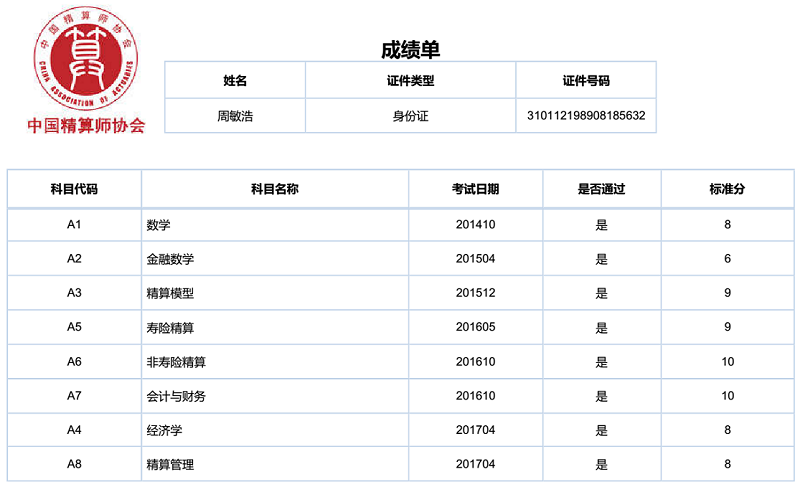 中国精算师协会
算
CHINA ASSOCIATION OF ACTUARIES
中国精算师协会
成绩单
姓名 证件类型 证件号码
周敏浩 身份证 310112198908185632
科目代码 科目名称 考试日期 是否通过 标准分
A1 数学 201410 是 8
A2 金融数学 201504 是 6
A3 精算模型 201512 是 9
A5 寿险精算 201605 是 9
A6 非寿险精算 201610 是 10
A7 会计与财务 201610 是 10
A4 经济学 201704 是 8
A8 精算管理 201704 是 8